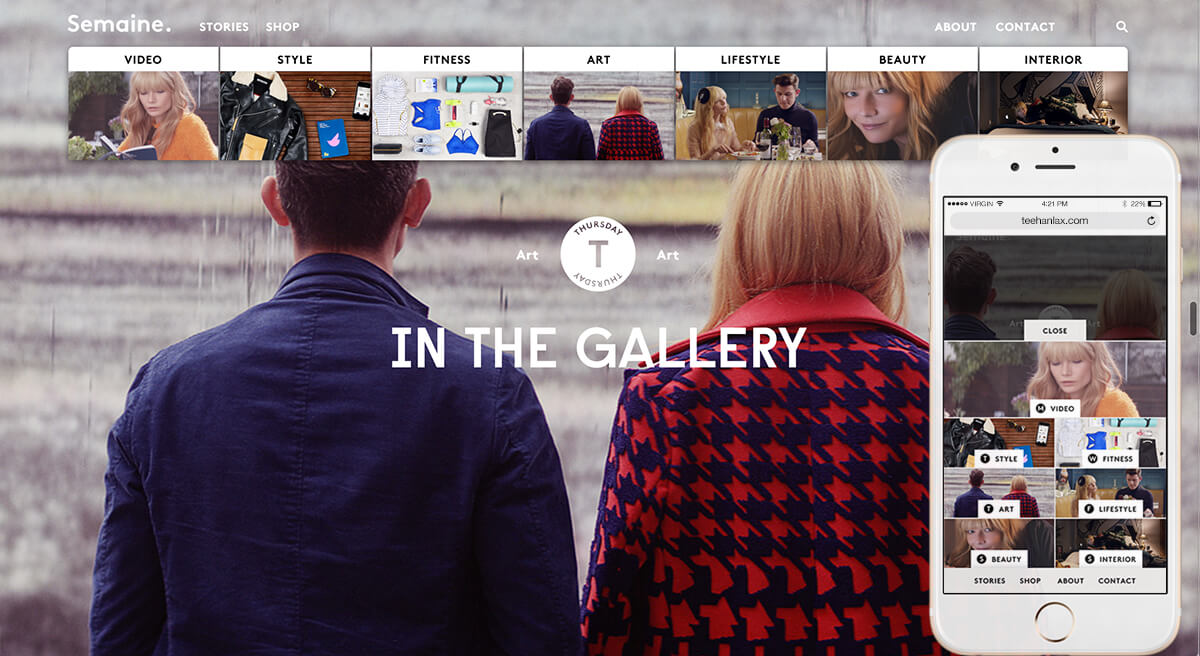 Semaine. STORIES SHOP ABOUT CONTACT
VIDEO STYLE FITNESS ART LIFESTYLE BEAUTY INTERIOR
THURSDAY
Art T Art
THURSDAY
IN THE GALLERY
VIRGIN 4:21 PM 22%
teehanlax.com
Semaine.
Art Art
CLOSE
M VIDEO
T STYLE W FITNESS
T ART F LIFESTYLE
S BEAUTY S INTERIOR
STORIES SHOP ABOUT CONTACT